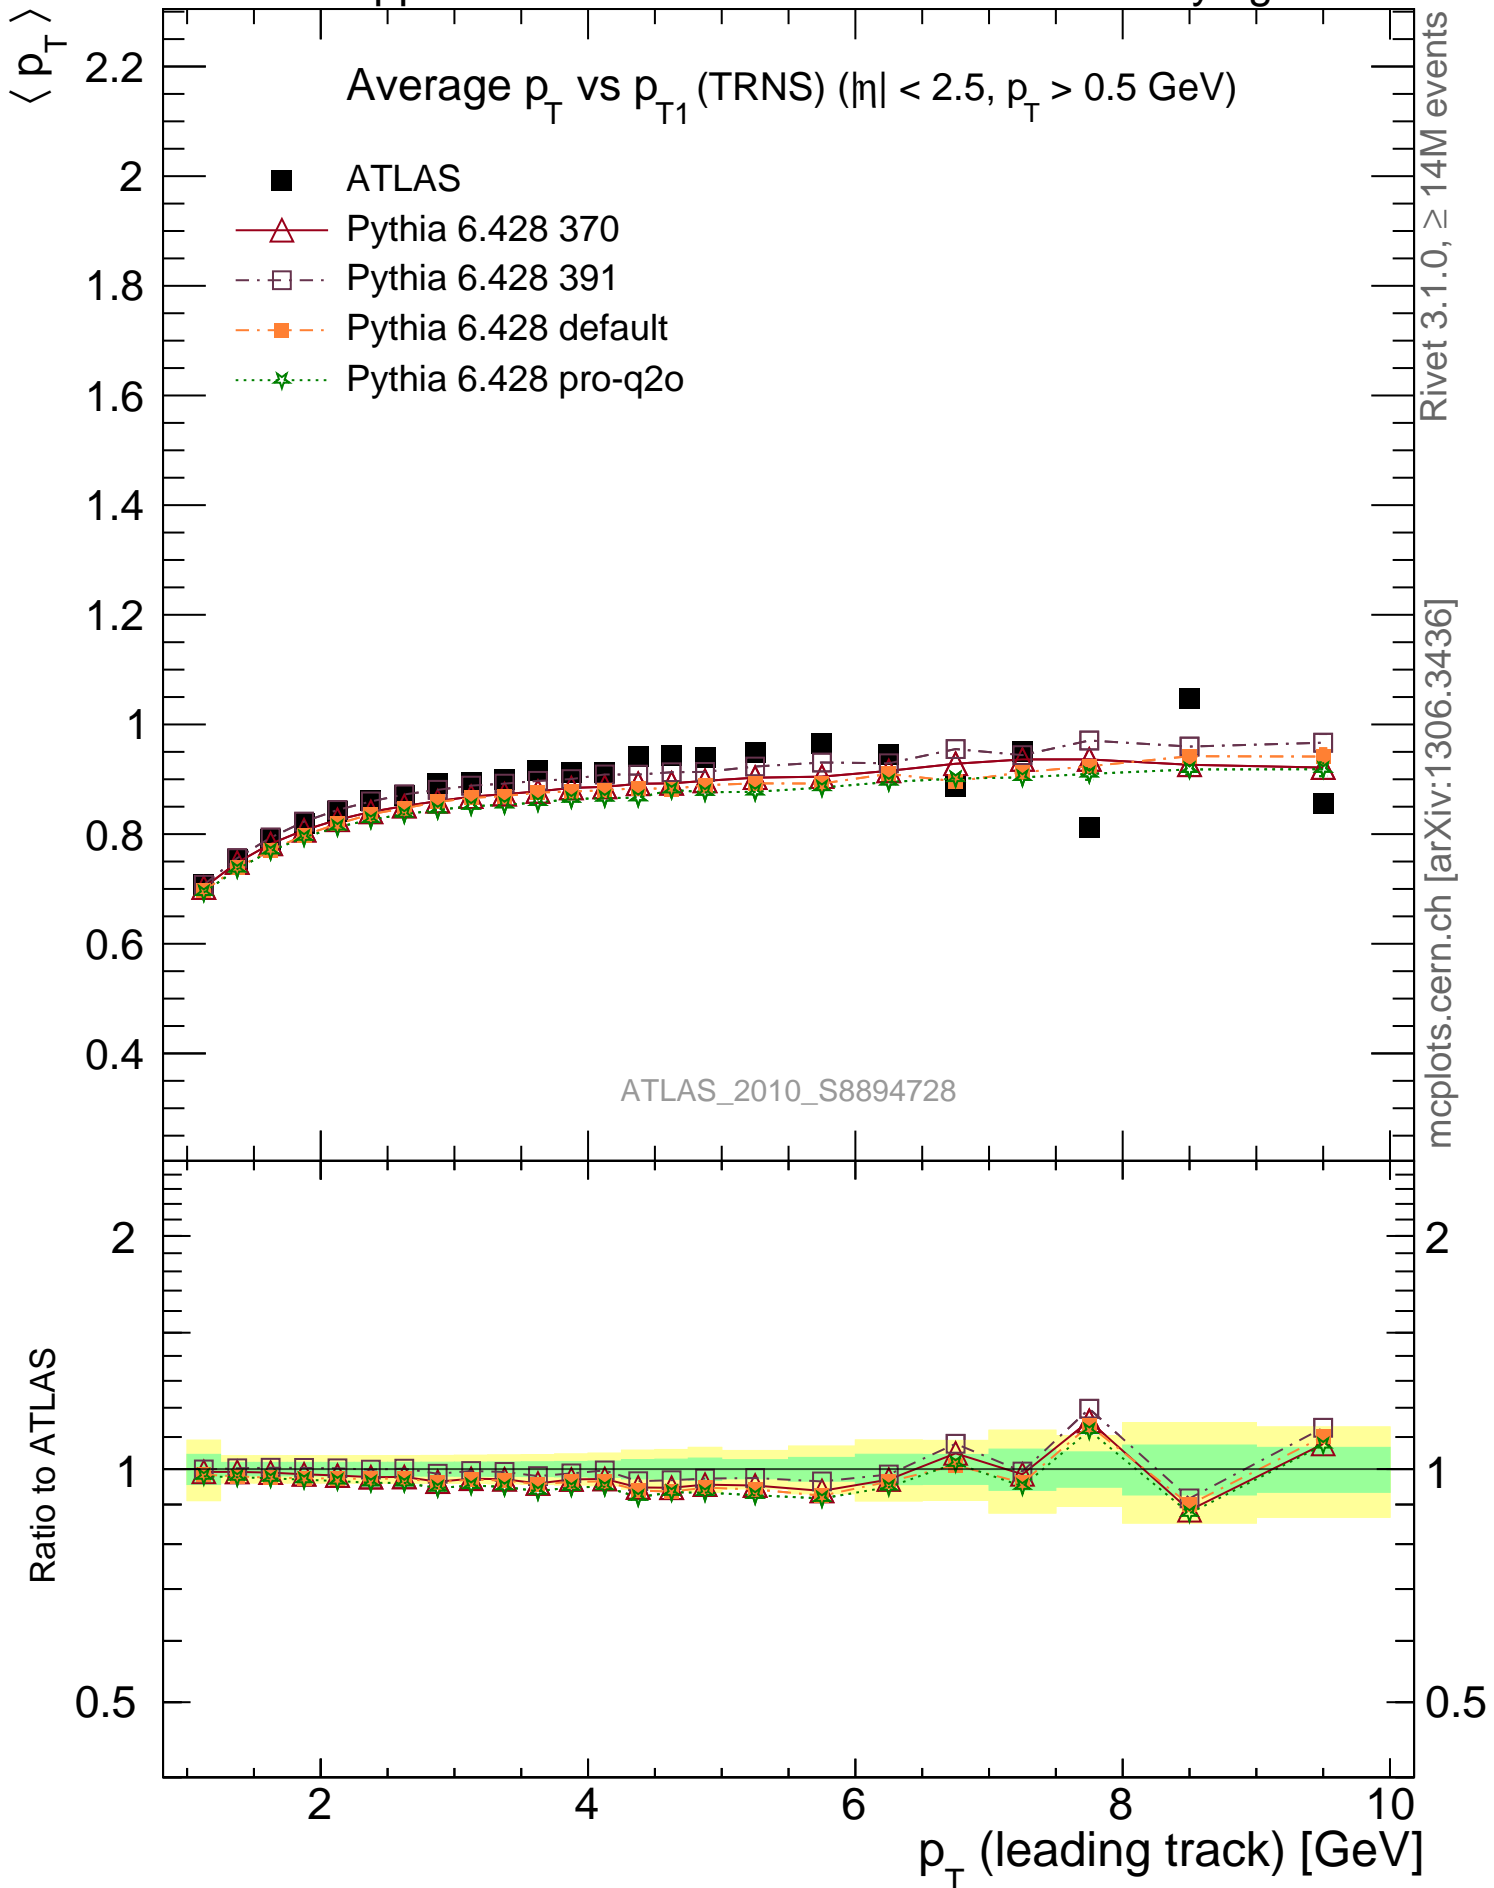 ⟨ p_T ⟩
Average p_T vs p_T1 (TRNS) (|η| < 2.5, p_T > 0.5 GeV)
ATLAS
Pythia 6.428 370
Pythia 6.428 391
Pythia 6.428 default
Pythia 6.428 pro-q2o
2.2
2
1.8
1.6
1.4
1.2
1
0.8
0.6
0.4
ATLAS_2010_S8894728
Rivet 3.1.0, ≥ 14M events
mcplots.cern.ch [arXiv:1306.3436]
Ratio to ATLAS
2
1
0.5
2
1
0.5
2 4 6 8 10
p_T (leading track) [GeV]